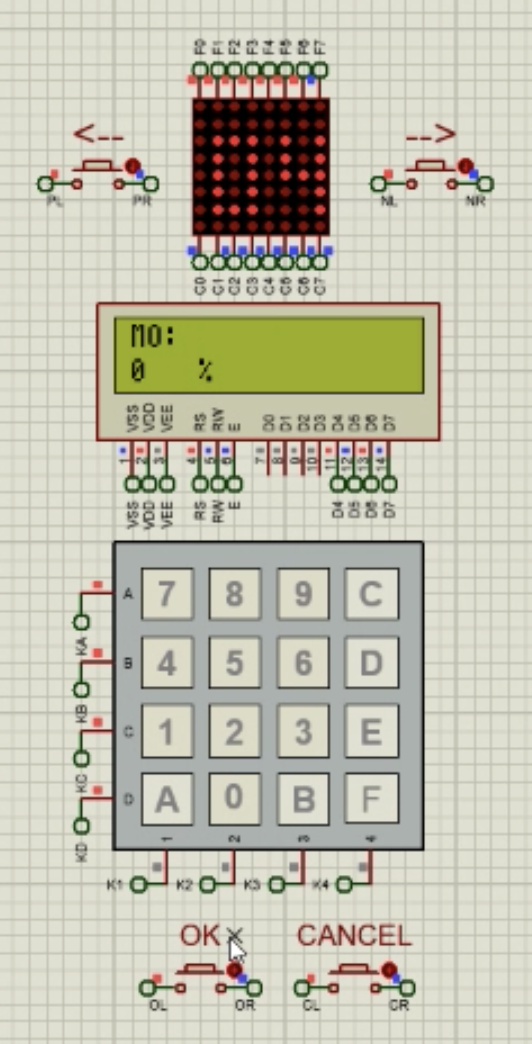 F0 F1 F2 F3 F4 F5 F6 F7
<-- -->
PL PR NL NR
C0 C1 C2 C3 C4 C5 C6 C7
MO:
0 %
VSS VDD VEE RS RW E D0 D1 D2 D3 D4 D5 D6 D7
1 2 3 4 5 6 7 8 9 10 11 12 13 14
VSS VDD VEE RS RW E D4 D5 D6 D7
A 7 8 9 C
KA
B 4 5 6 D
KB
C 1 2 3 E
KC
D A 0 B F
KD
1 2 3 4
K1 K2 K3 K4
OK CANCEL
OL OR CL CR